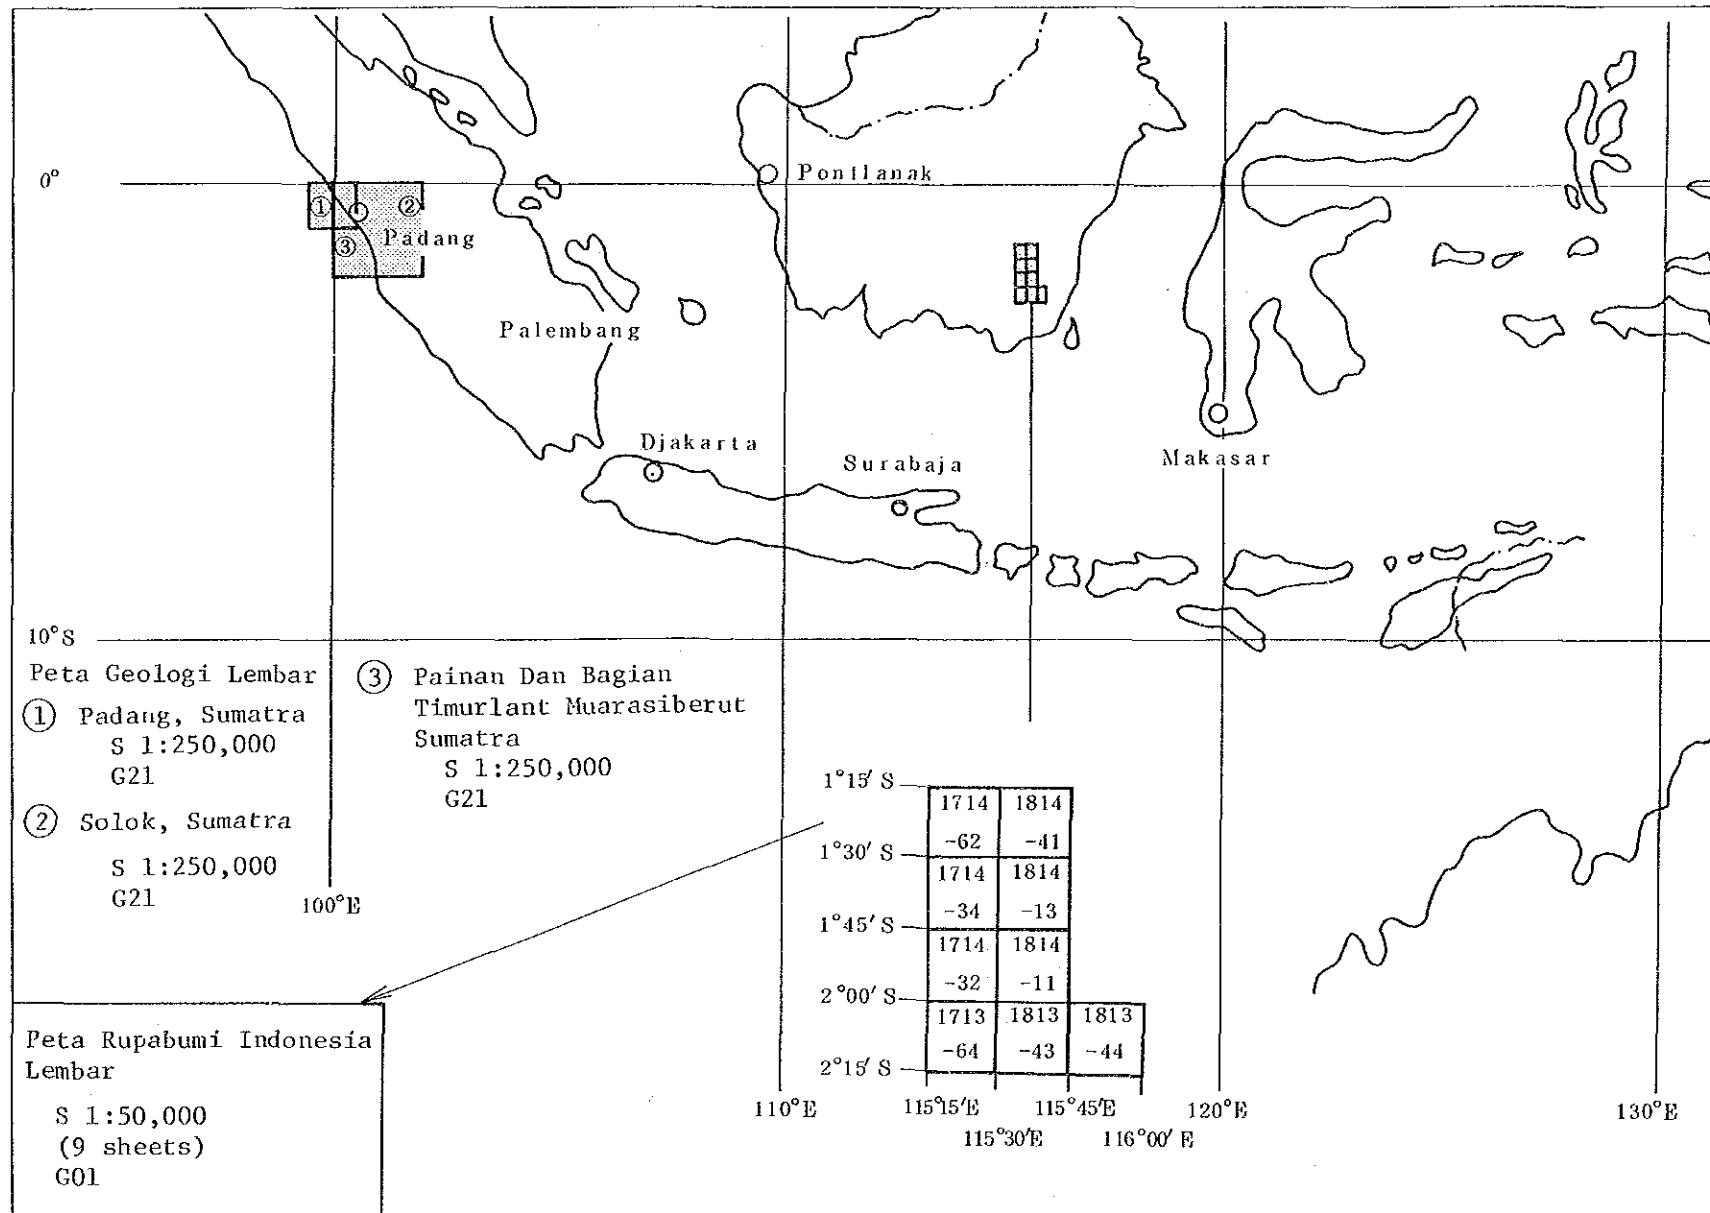 0°
Pontlanak
①
②
③
Padang
Palembang
Djakarta
Surabaja
Makasar
10°S
Peta Geologi Lembar
① Padang, Sumatra
S 1:250,000
G21
② Solok, Sumatra
S 1:250,000
G21
③ Painan Dan Bagian
Timurlant Muarasiberut
Sumatra
S 1:250,000
G21
100°E
1°15′ S
1714 1814
-62 -41
1°30′ S
1714 1814
-34 -13
1°45′ S
1714 1814
-32 -11
2°00′ S
1713 1813 1813
-64 -43 -44
2°15′ S
110°E
115°15′E
115°45′E
120°E
130°E
115°30′E
116°00′ E
Peta Rupabumi Indonesia
Lembar
S 1:50,000
(9 sheets)
G01